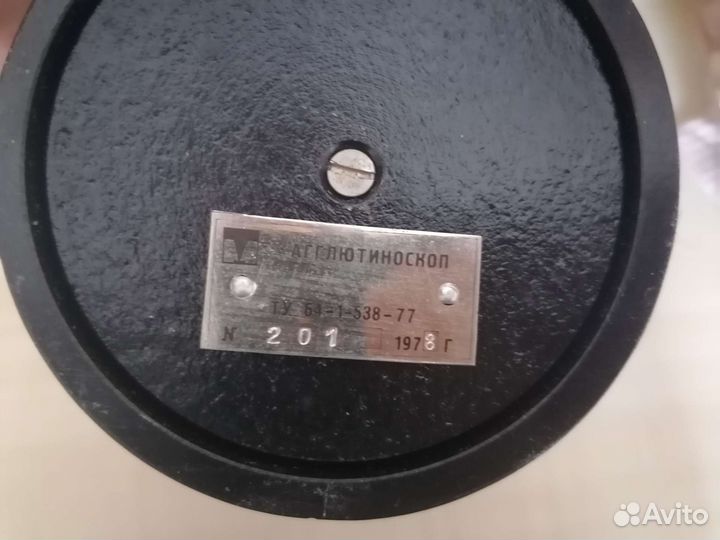 АГГЛЮТИНОСКОП
ТУ 64-1-538-77
N 201 1978 Г
Avito